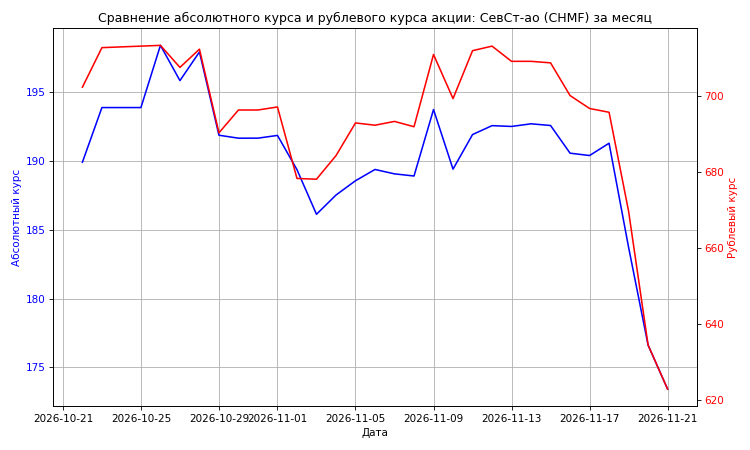 Сравнение абсолютного курса и рублевого курса акции: СевСт-ао (CHMF) за месяц
Абсолютный курс
195
190
185
180
175
700
680
660
640
620
Рублевый курс
2026-10-21 2026-10-25 2026-10-29 2026-11-01 2026-11-05 2026-11-09 2026-11-13 2026-11-17 2026-11-21
Дата